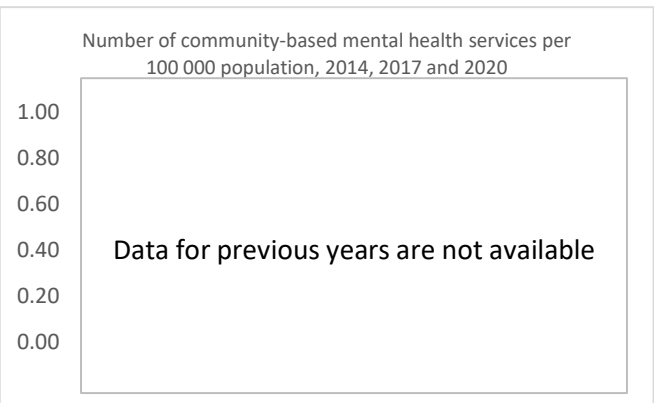 Number of community-based mental health services per
100 000 population, 2014, 2017 and 2020
1.00
0.80
0.60
0.40
Data for previous years are not available
0.20
0.00